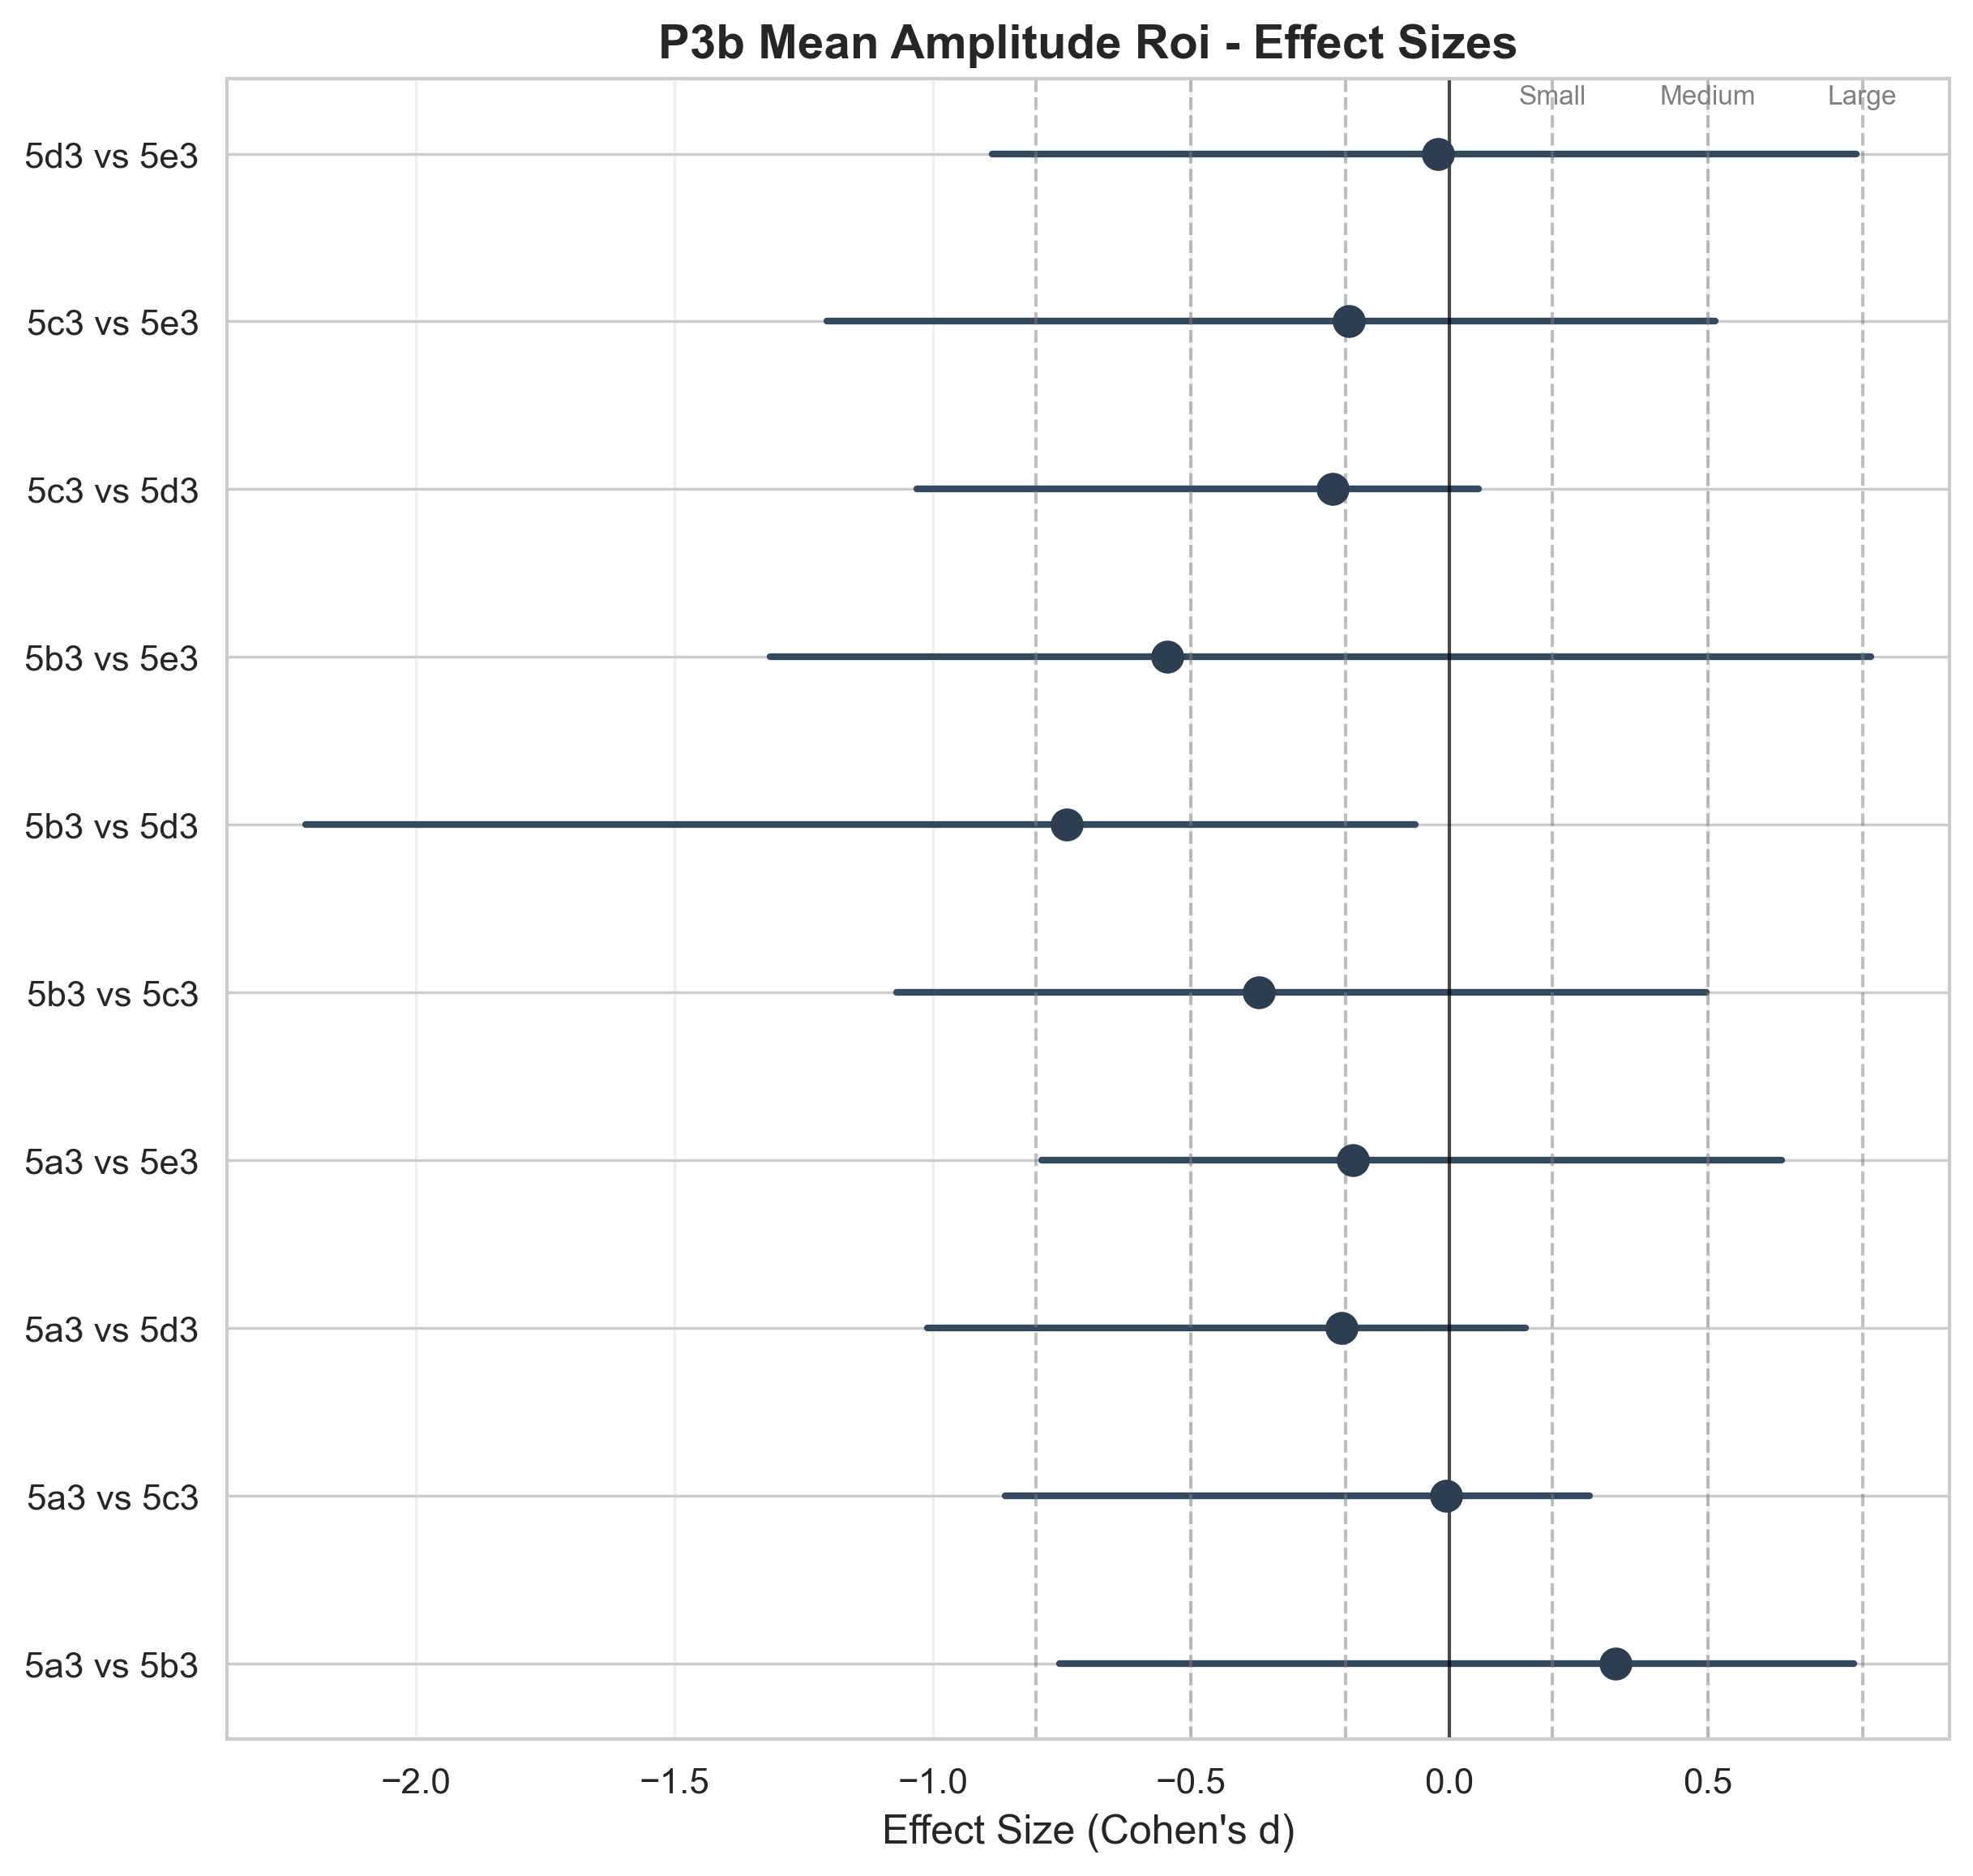 P3b Mean Amplitude Roi - Effect Sizes
Small Medium Large
5d3 vs 5e3
5c3 vs 5e3
5c3 vs 5d3
5b3 vs 5e3
5b3 vs 5d3
5b3 vs 5c3
5a3 vs 5e3
5a3 vs 5d3
5a3 vs 5c3
5a3 vs 5b3
−2.0 −1.5 −1.0 −0.5 0.0 0.5
Effect Size (Cohen's d)